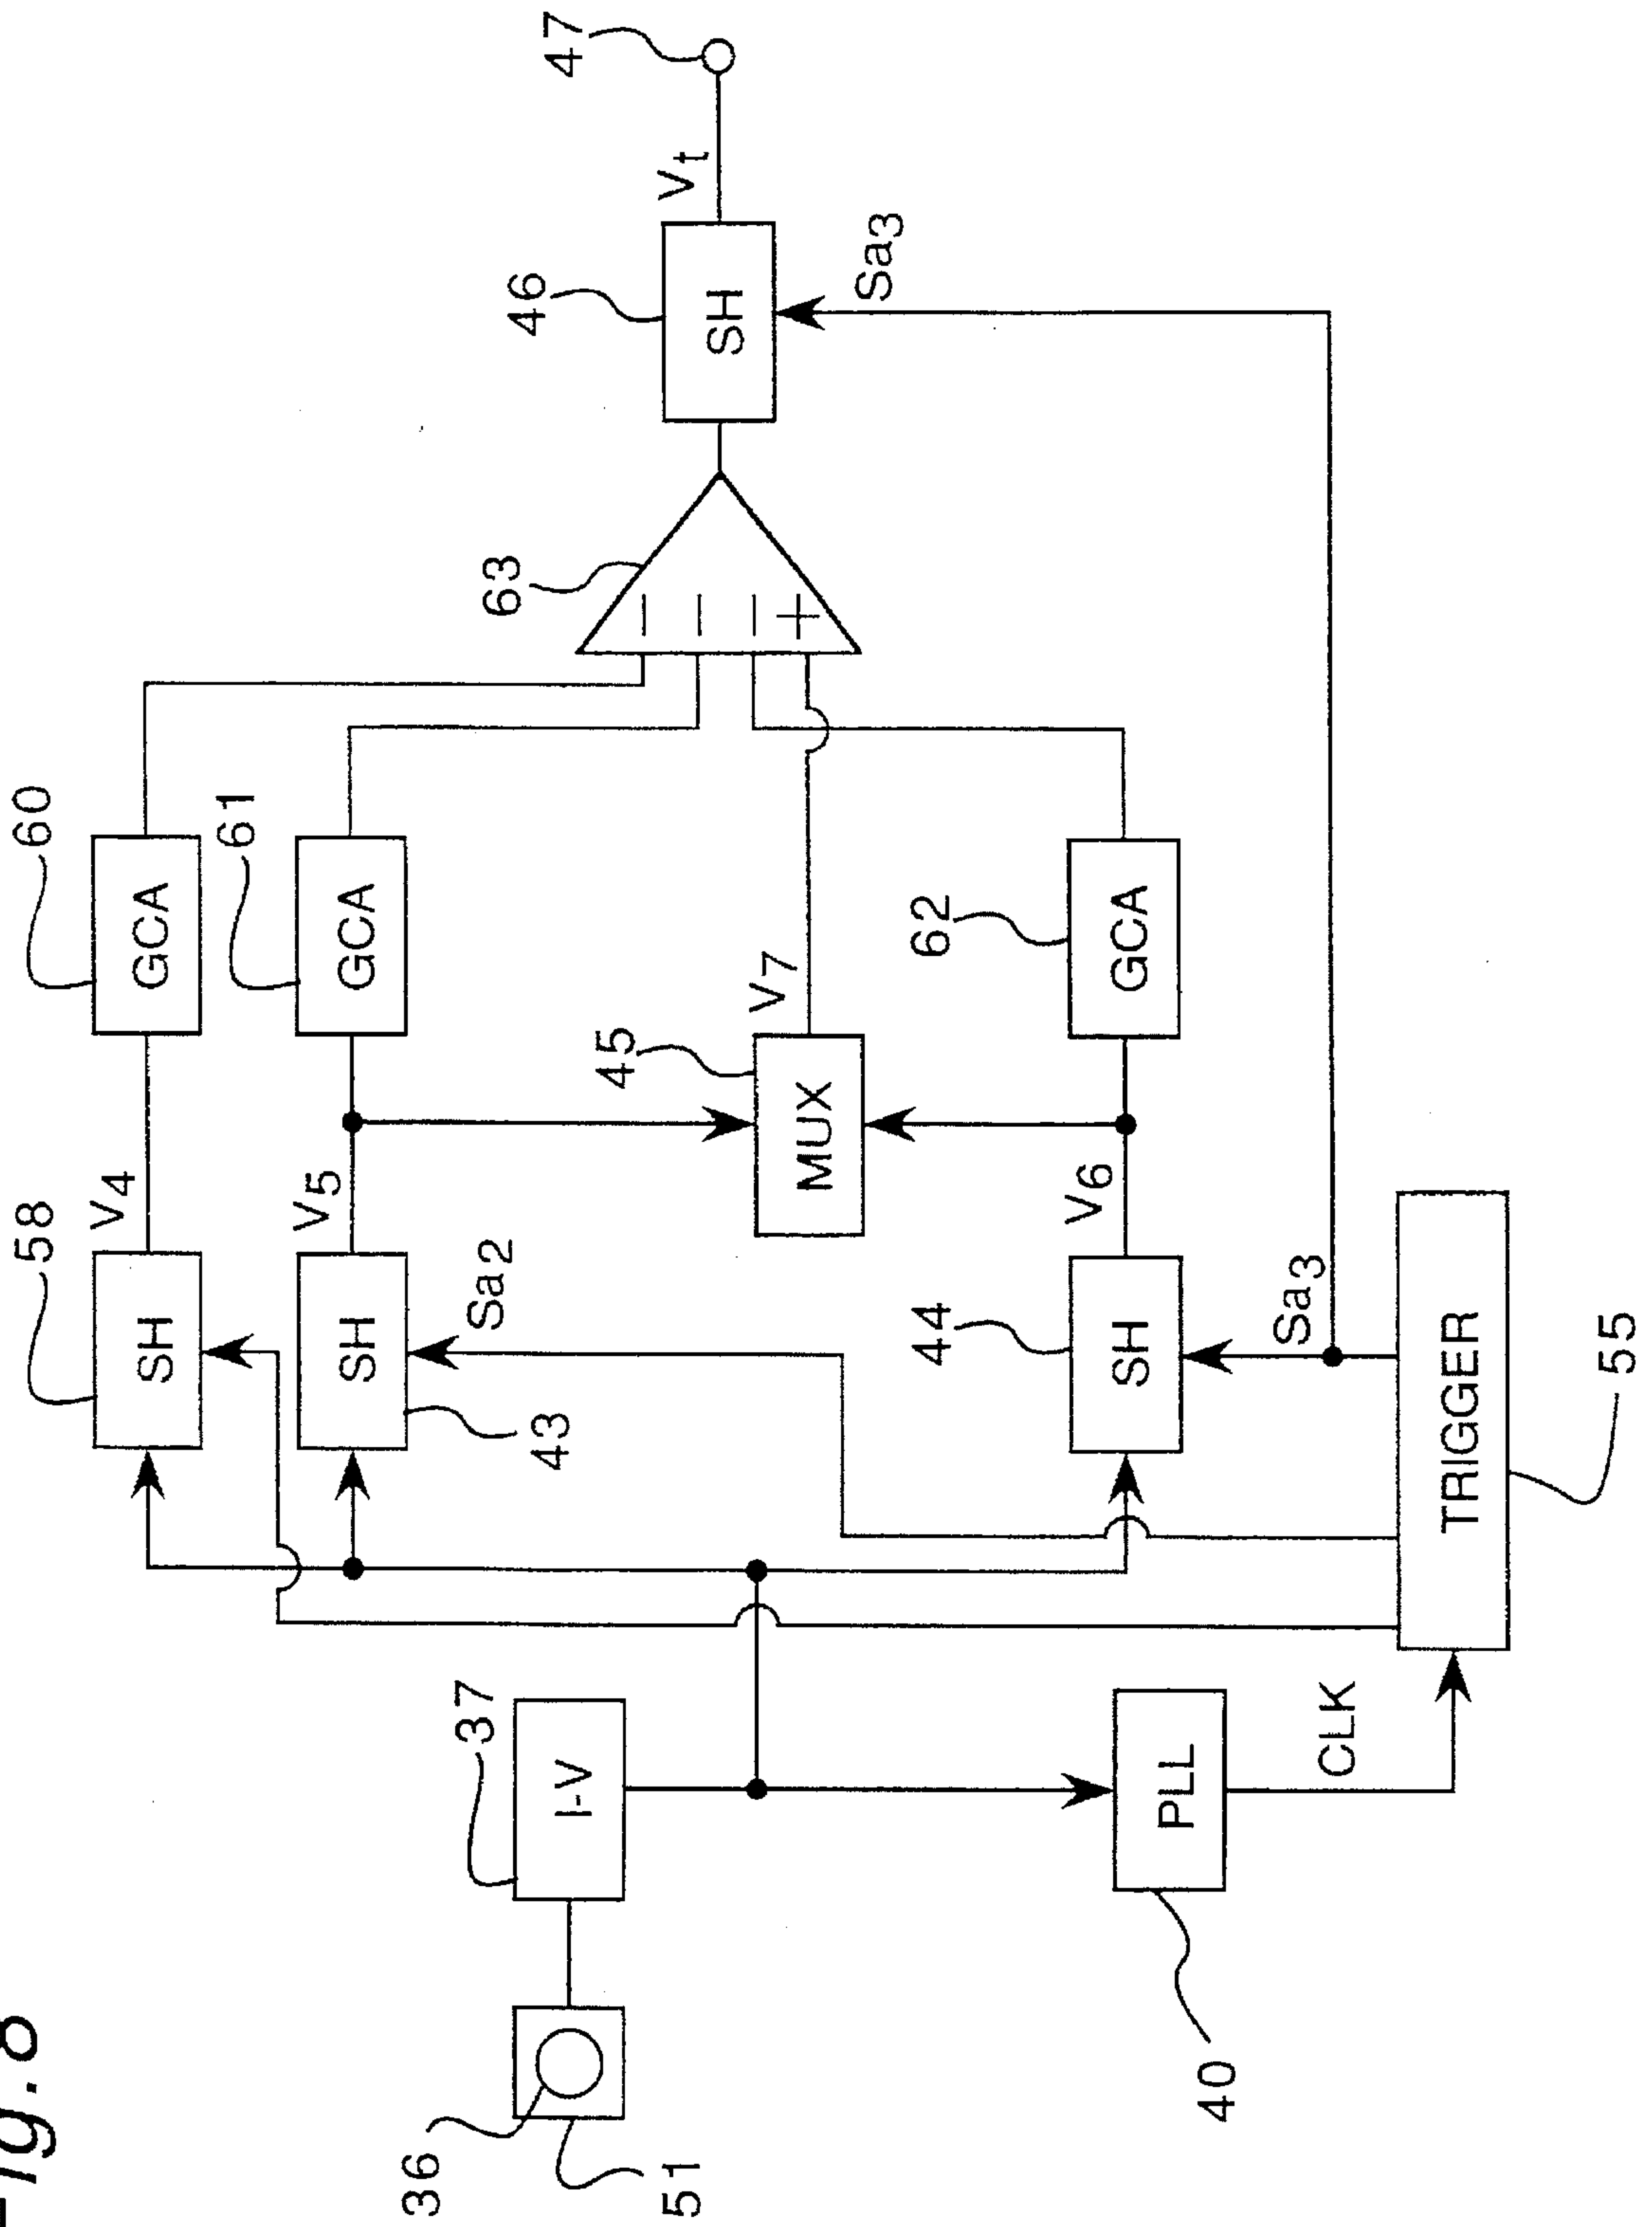 Fig.8
36
51
37
I-V
40
PLL
CLK
55
TRIGGER
58
SH
V4
60
GCA
43
SH
Sa2
V5
61
GCA
44
SH
Sa3
V6
62
GCA
45
MUX
V7
63
− − − +
46
SH
Sa3
Vt
47